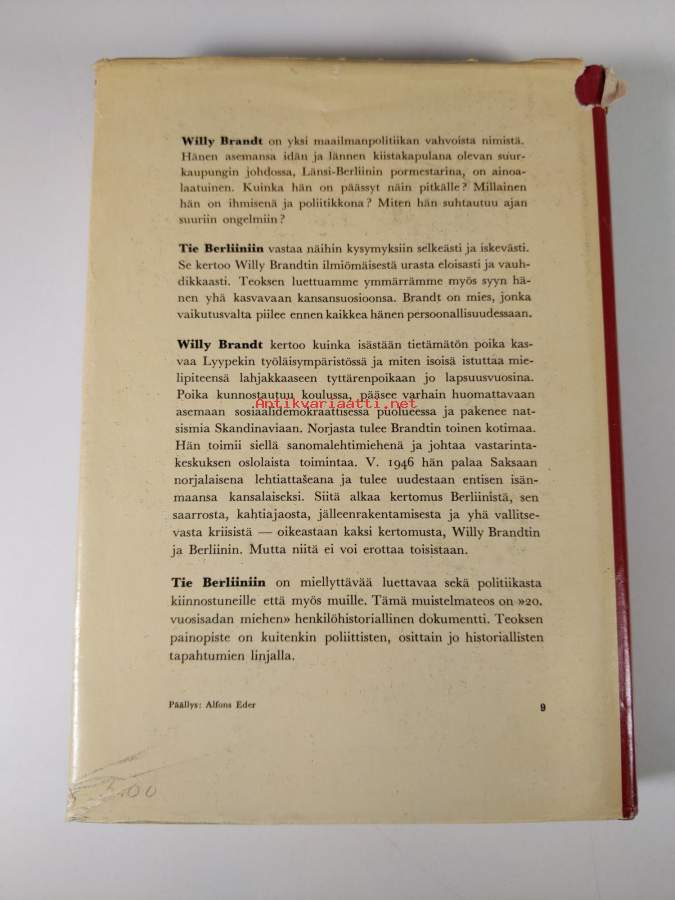 Willy Brandt on yksi maailmanpolitiikan vahvoista nimistä.
Hänen asemansa idän ja lännen kiistakapulana olevan suur-
kaupungin johdossa, Länsi-Berliinin pormestarina, on ainoa-
laatuinen. Kuinka hän on päässyt näin pitkälle? Millainen
hän on ihmisenä ja poliitikkona? Miten hän suhtautuu ajan
suuriin ongelmiin?
Tie Berliiniin vastaa näihin kysymyksiin selkeästi ja iskevästi.
Se kertoo Willy Brandtin ilmiömäisestä urasta eloisasti ja vauh-
dikkaasti. Teoksen luettuamme ymmärrämme myös syyn hä-
nen yhä kasvavaan kansansuosioonsa. Brandt on mies, jonka
vaikutusvalta piilee ennen kaikkea hänen persoonallisuudessaan.
Willy Brandt kertoo kuinka isästään tietämätön poika kas-
vaa Lyypekin työläisympäristössä ja miten isoisä istuttaa mie-
lipiteensä lahjakkaaseen tyttärenpoikaan jo lapsuusvuosina.
Poika kunnostautuu koulussa, pääsee varhain huomattavaan
Antikvariaatti.net
asemaan sosiaalidemokraattisessa puolueessa ja pakenee nat-
sismia Skandinaviaan. Norjasta tulee Brandtin toinen kotimaa.
Hän toimii siellä sanomalehtimiehenä ja johtaa vastarinta-
keskuksen oslolaista toimintaa. V. 1946 hän palaa Saksaan
norjalaisena lehtiattašeana ja tulee uudestaan entisen isän-
maansa kansalaiseksi. Siitä alkaa kertomus Berliinistä, sen
saarrosta, kahtiajaosta, jälleenrakentamisesta ja yhä vallitse-
vasta kriisistä — oikeastaan kaksi kertomusta, Willy Brandtin
ja Berliinin. Mutta niitä ei voi erottaa toisistaan.
Tie Berliiniin on miellyttävää luettavaa sekä politiikasta
kiinnostuneille että myös muille. Tämä muistelmateos on »20.
vuosisadan miehen» henkilöhistoriallinen dokumentti. Teoksen
painopiste on kuitenkin poliittisten, osittain jo historiallisten
tapahtumien linjalla.
Päällys: Alfons Eder
9